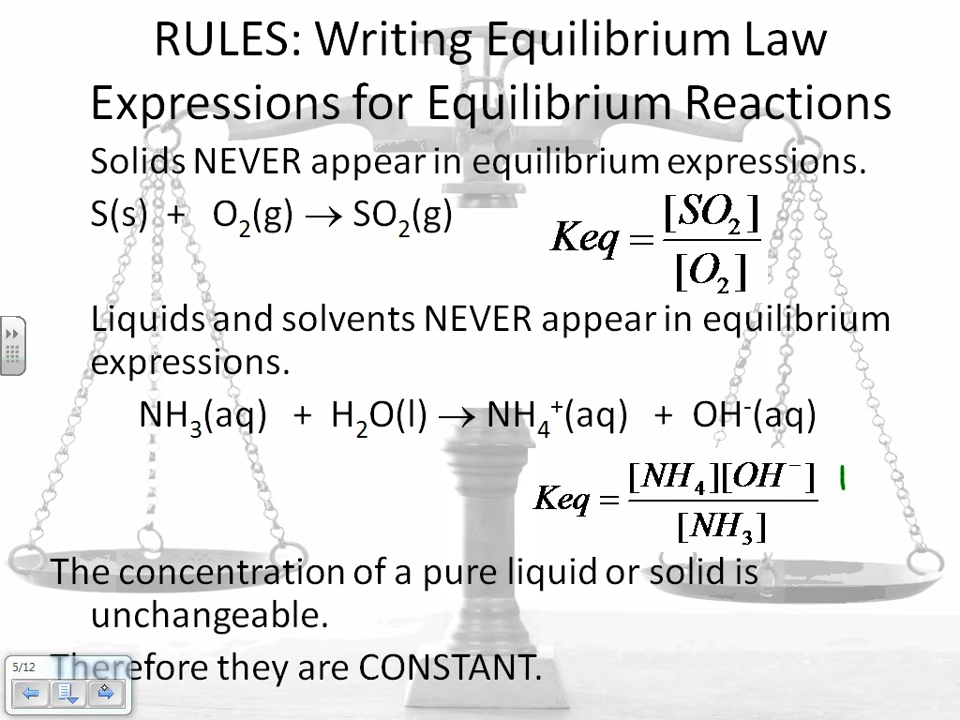 RULES: Writing Equilibrium Law
Expressions for Equilibrium Reactions
Solids NEVER appear in equilibrium expressions.
S(s) + O₂(g) → SO₂(g)
Keq = [SO₂] / [O₂]
Liquids and solvents NEVER appear in equilibrium
expressions.
NH₃(aq) + H₂O(l) → NH₄⁺(aq) + OH⁻(aq)
Keq = [NH₄][OH⁻] / [NH₃]
The concentration of a pure liquid or solid is
unchangeable.
Therefore they are CONSTANT.
5/12